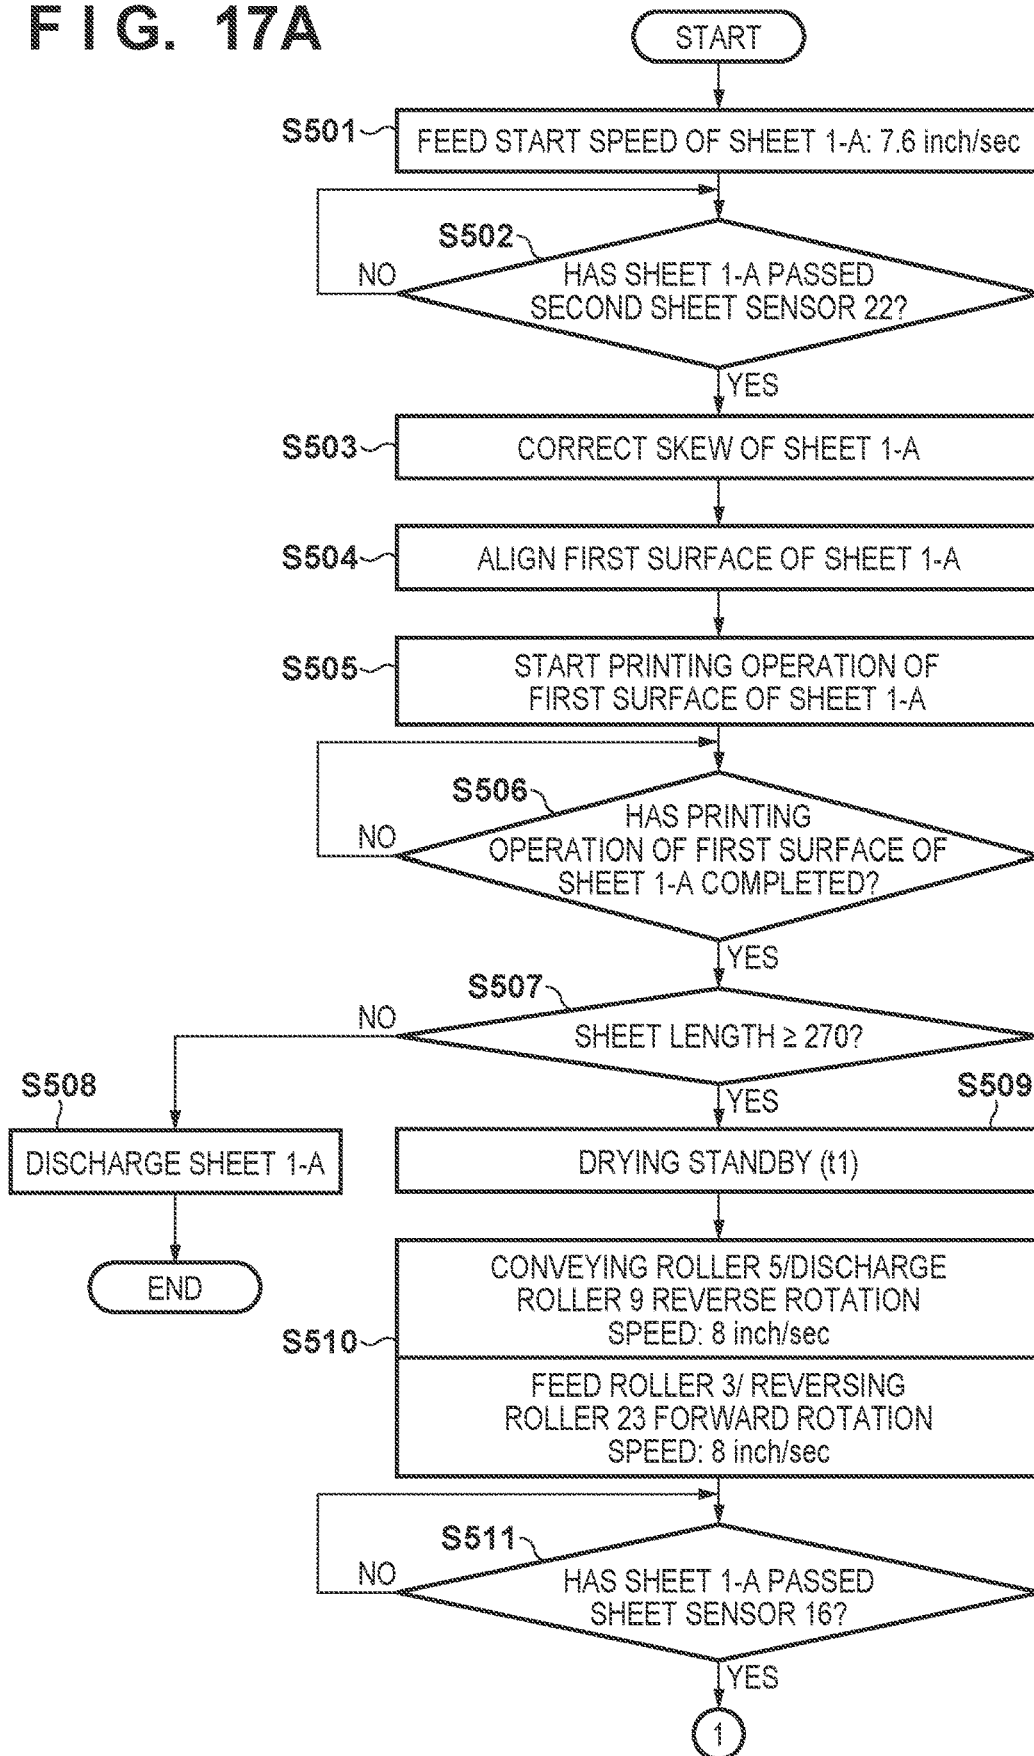 FIG. 17A
START
S501
FEED START SPEED OF SHEET 1-A: 7.6 inch/sec
S502
NO
HAS SHEET 1-A PASSED
SECOND SHEET SENSOR 22?
YES
S503
CORRECT SKEW OF SHEET 1-A
S504
ALIGN FIRST SURFACE OF SHEET 1-A
S505
START PRINTING OPERATION OF
FIRST SURFACE OF SHEET 1-A
S506
NO
HAS PRINTING
OPERATION OF FIRST SURFACE OF
SHEET 1-A COMPLETED?
YES
S507
NO
SHEET LENGTH ≥ 270?
YES
S508
DISCHARGE SHEET 1-A
END
S509
DRYING STANDBY (t1)
S510
CONVEYING ROLLER 5/DISCHARGE
ROLLER 9 REVERSE ROTATION
SPEED: 8 inch/sec
FEED ROLLER 3/ REVERSING
ROLLER 23 FORWARD ROTATION
SPEED: 8 inch/sec
S511
NO
HAS SHEET 1-A PASSED
SHEET SENSOR 16?
YES
1